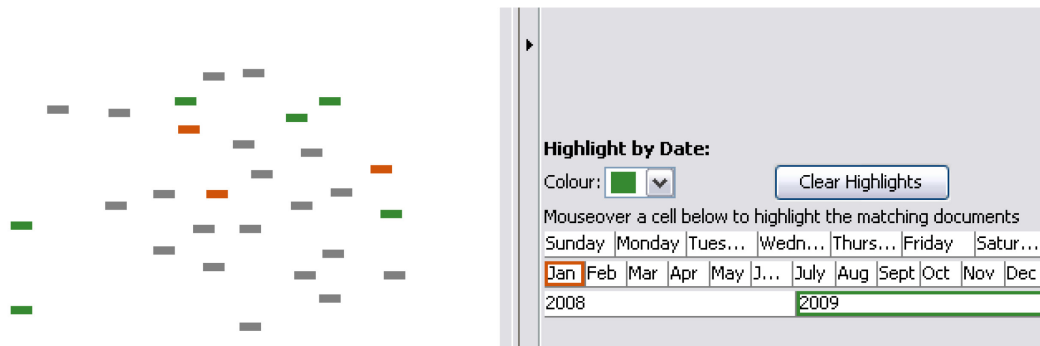 Highlight by Date:
Colour: Clear Highlights
Mouseover a cell below to highlight the matching documents
Sunday Monday Tues... Wedn... Thurs... Friday Satur...
Jan Feb Mar Apr May J... July Aug Sept Oct Nov Dec
2008 2009